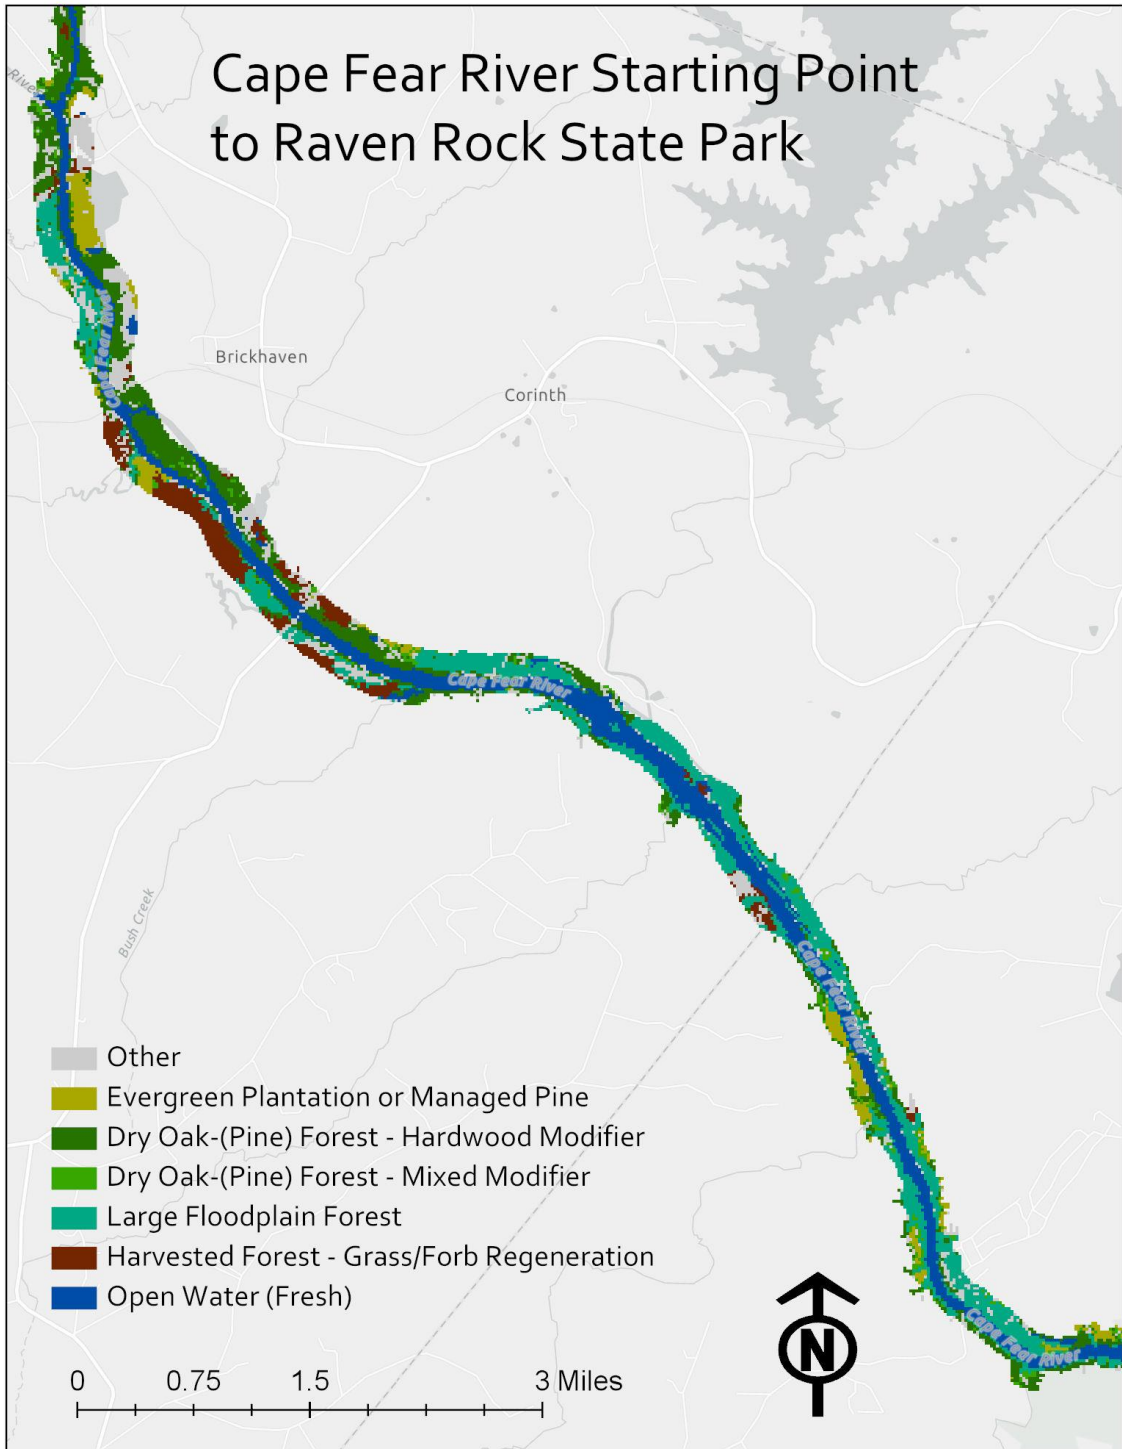 Cape Fear River Starting Point
to Raven Rock State Park
River
Cape Fear River
Brickhaven
Corinth
Cape Fear River
Bush Creek
Cape Fear River
Other
Evergreen Plantation or Managed Pine
Dry Oak-(Pine) Forest - Hardwood Modifier
Dry Oak-(Pine) Forest - Mixed Modifier
Large Floodplain Forest
Harvested Forest - Grass/Forb Regeneration
Open Water (Fresh)
N
Cape Fear River
0 0.75 1.5 3 Miles